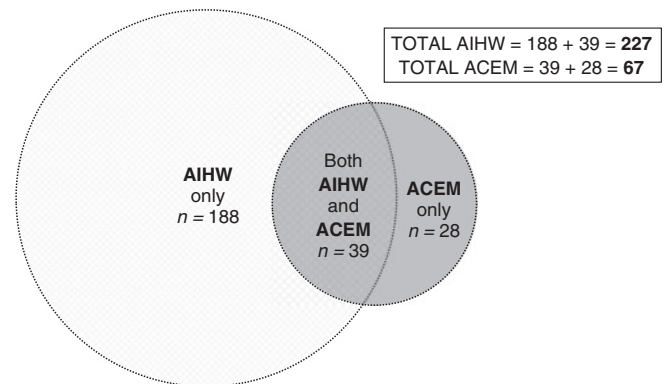 TOTAL AIHW = 188 + 39 = 227
TOTAL ACEM = 39 + 28 = 67
AIHW
only
n = 188
Both
AIHW
and
ACEM
n = 39
ACEM
only
n = 28